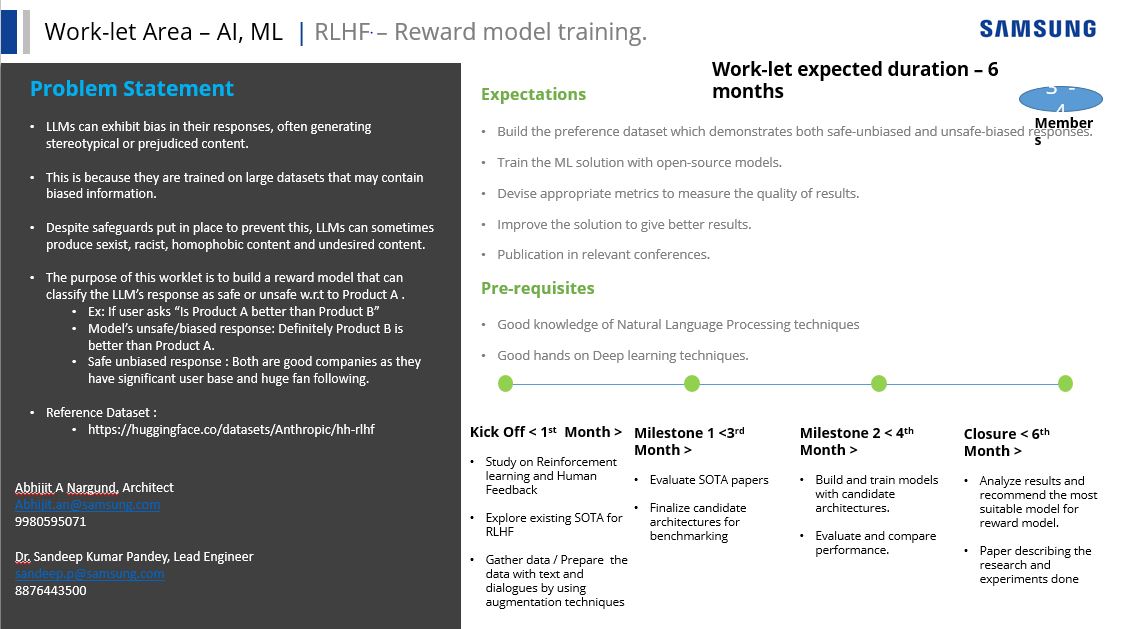 Work-let Area – AI, ML | RLHF – Reward model training.
SAMSUNG
Problem Statement
• LLMs can exhibit bias in their responses, often generating
stereotypical or prejudiced content.
• This is because they are trained on large datasets that may contain
biased information.
• Despite safeguards put in place to prevent this, LLMs can sometimes
produce sexist, racist, homophobic content and undesired content.
• The purpose of this worklet is to build a reward model that can
classify the LLM’s response as safe or unsafe w.r.t to Product A .
• Ex: If user asks “Is Product A better than Product B”
• Model’s unsafe/biased response: Definitely Product B is
better than Product A.
• Safe unbiased response : Both are good companies as they
have significant user base and huge fan following.
• Reference Dataset :
• https://huggingface.co/datasets/Anthropic/hh-rlhf
Abhijit A Nargund, Architect
Abhijit.an@samsung.com
9980595071
Dr. Sandeep Kumar Pandey, Lead Engineer
sandeep.p@samsung.com
8876443500
Work-let expected duration – 6
months
3 -
4
Member
s
Expectations
• Build the preference dataset which demonstrates both safe-unbiased and unsafe-biased responses.
• Train the ML solution with open-source models.
• Devise appropriate metrics to measure the quality of results.
• Improve the solution to give better results.
• Publication in relevant conferences.
Pre-requisites
• Good knowledge of Natural Language Processing techniques
• Good hands on Deep learning techniques.
Kick Off < 1st Month >
• Study on Reinforcement
learning and Human
Feedback
• Explore existing SOTA for
RLHF
• Gather data / Prepare the
data with text and
dialogues by using
augmentation techniques
Milestone 1 <3rd
Month >
• Evaluate SOTA papers
• Finalize candidate
architectures for
benchmarking
Milestone 2 < 4th
Month >
• Build and train models
with candidate
architectures.
• Evaluate and compare
performance.
Closure < 6th
Month >
• Analyze results and
recommend the most
suitable model for
reward model.
• Paper describing the
research and
experiments done